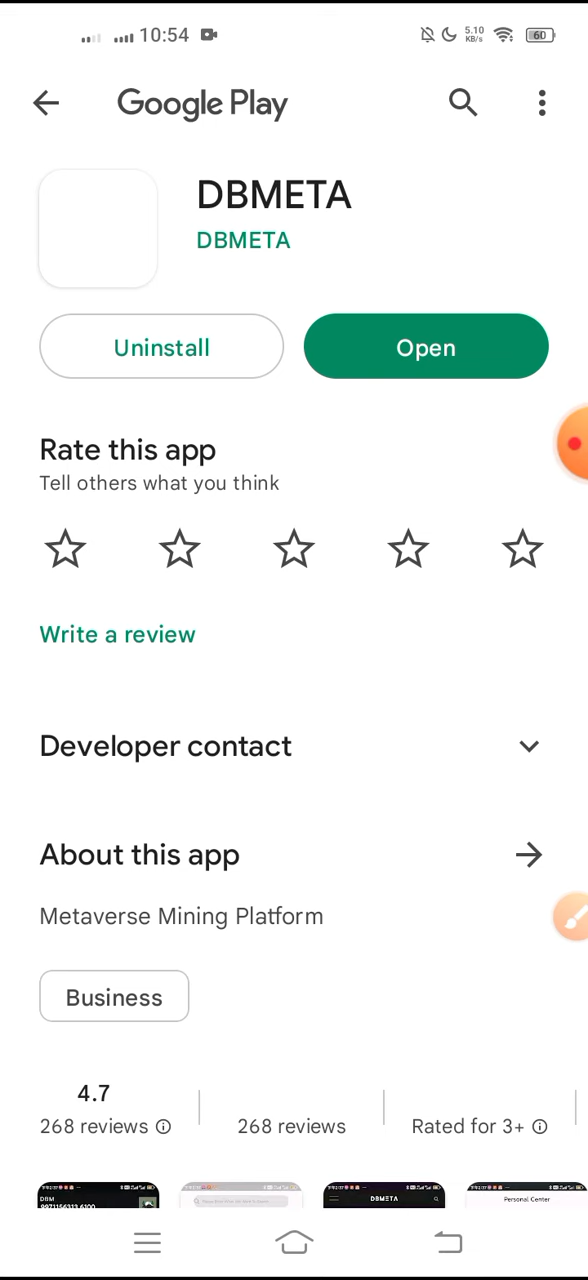 10:54 5.10 KB/s 60
Google Play
DBMETA
DBMETA
Uninstall Open
Rate this app
Tell others what you think
Write a review
Developer contact
About this app
Metaverse Mining Platform
Business
4.7
268 reviews 268 reviews Rated for 3+
DBM DBMETA Personal Center